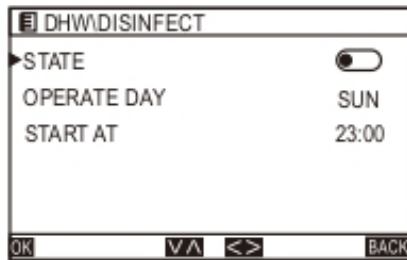 DHW\DISINFECT
STATE
OPERATE DAY SUN
START AT 23:00
OK ∨∧ <> BACK